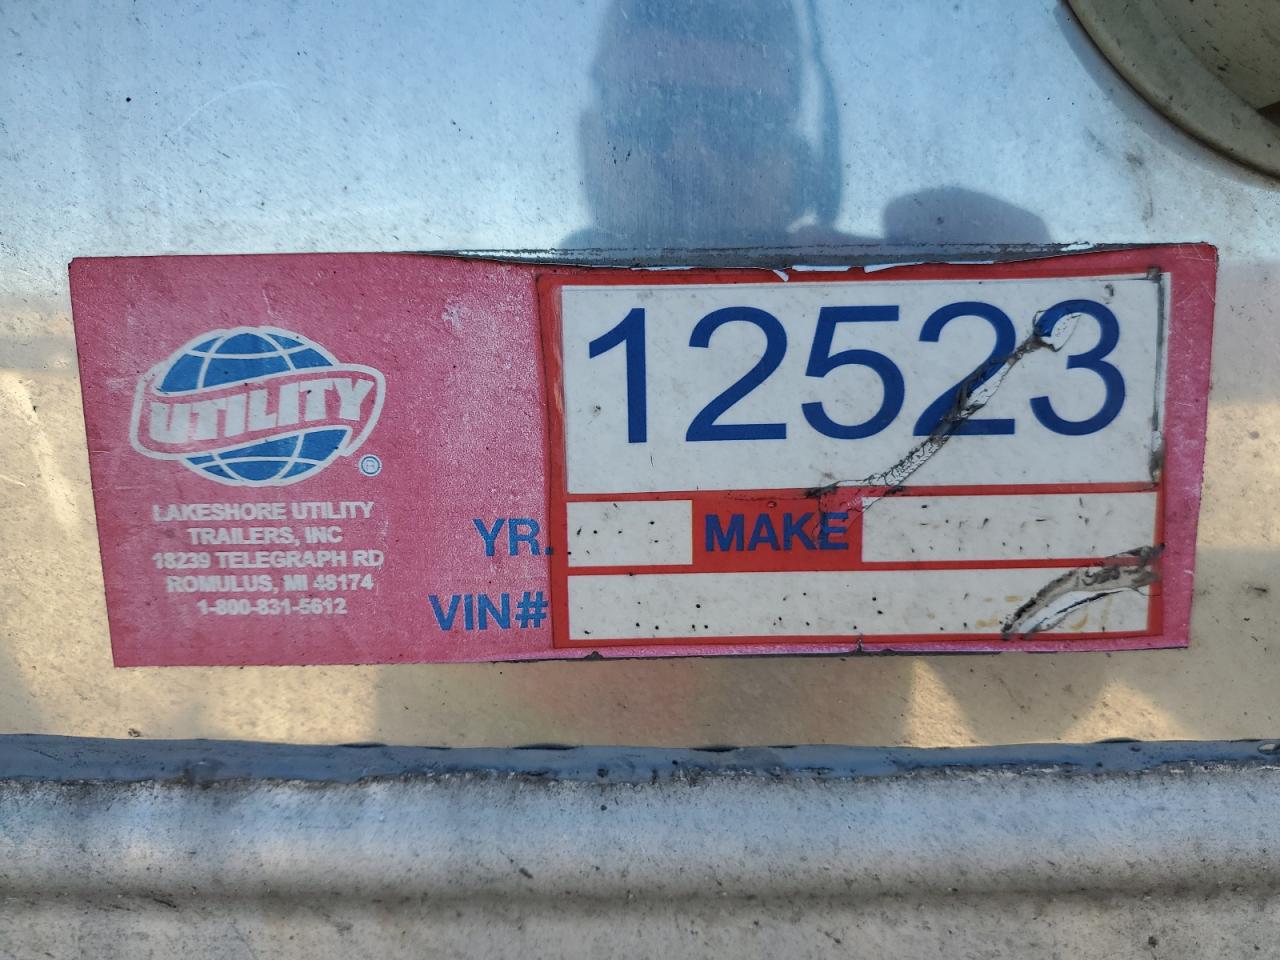 UTILITY
®
LAKESHORE UTILITY
TRAILERS, INC
18239 TELEGRAPH RD
ROMULUS, MI 48174
1-800-831-5612
12523
YR.
MAKE
VIN#